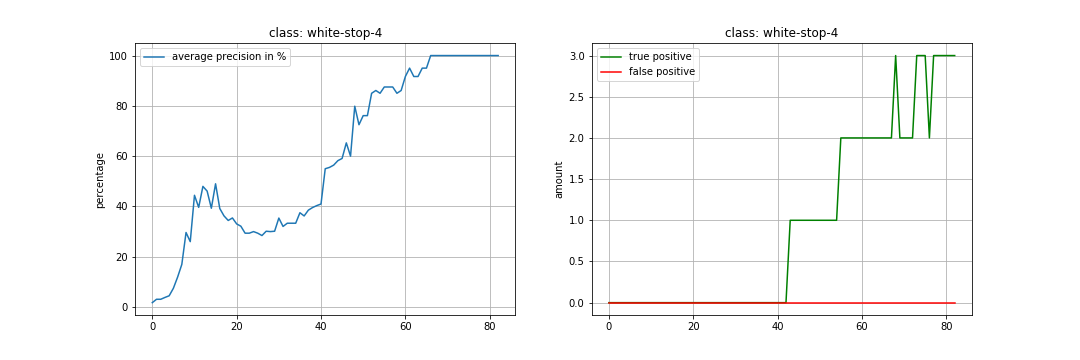 class: white-stop-4
average precision in %
percentage
100
80
60
40
20
0
0 20 40 60 80
class: white-stop-4
true positive
false positive
amount
3.0
2.5
2.0
1.5
1.0
0.5
0.0
0 20 40 60 80